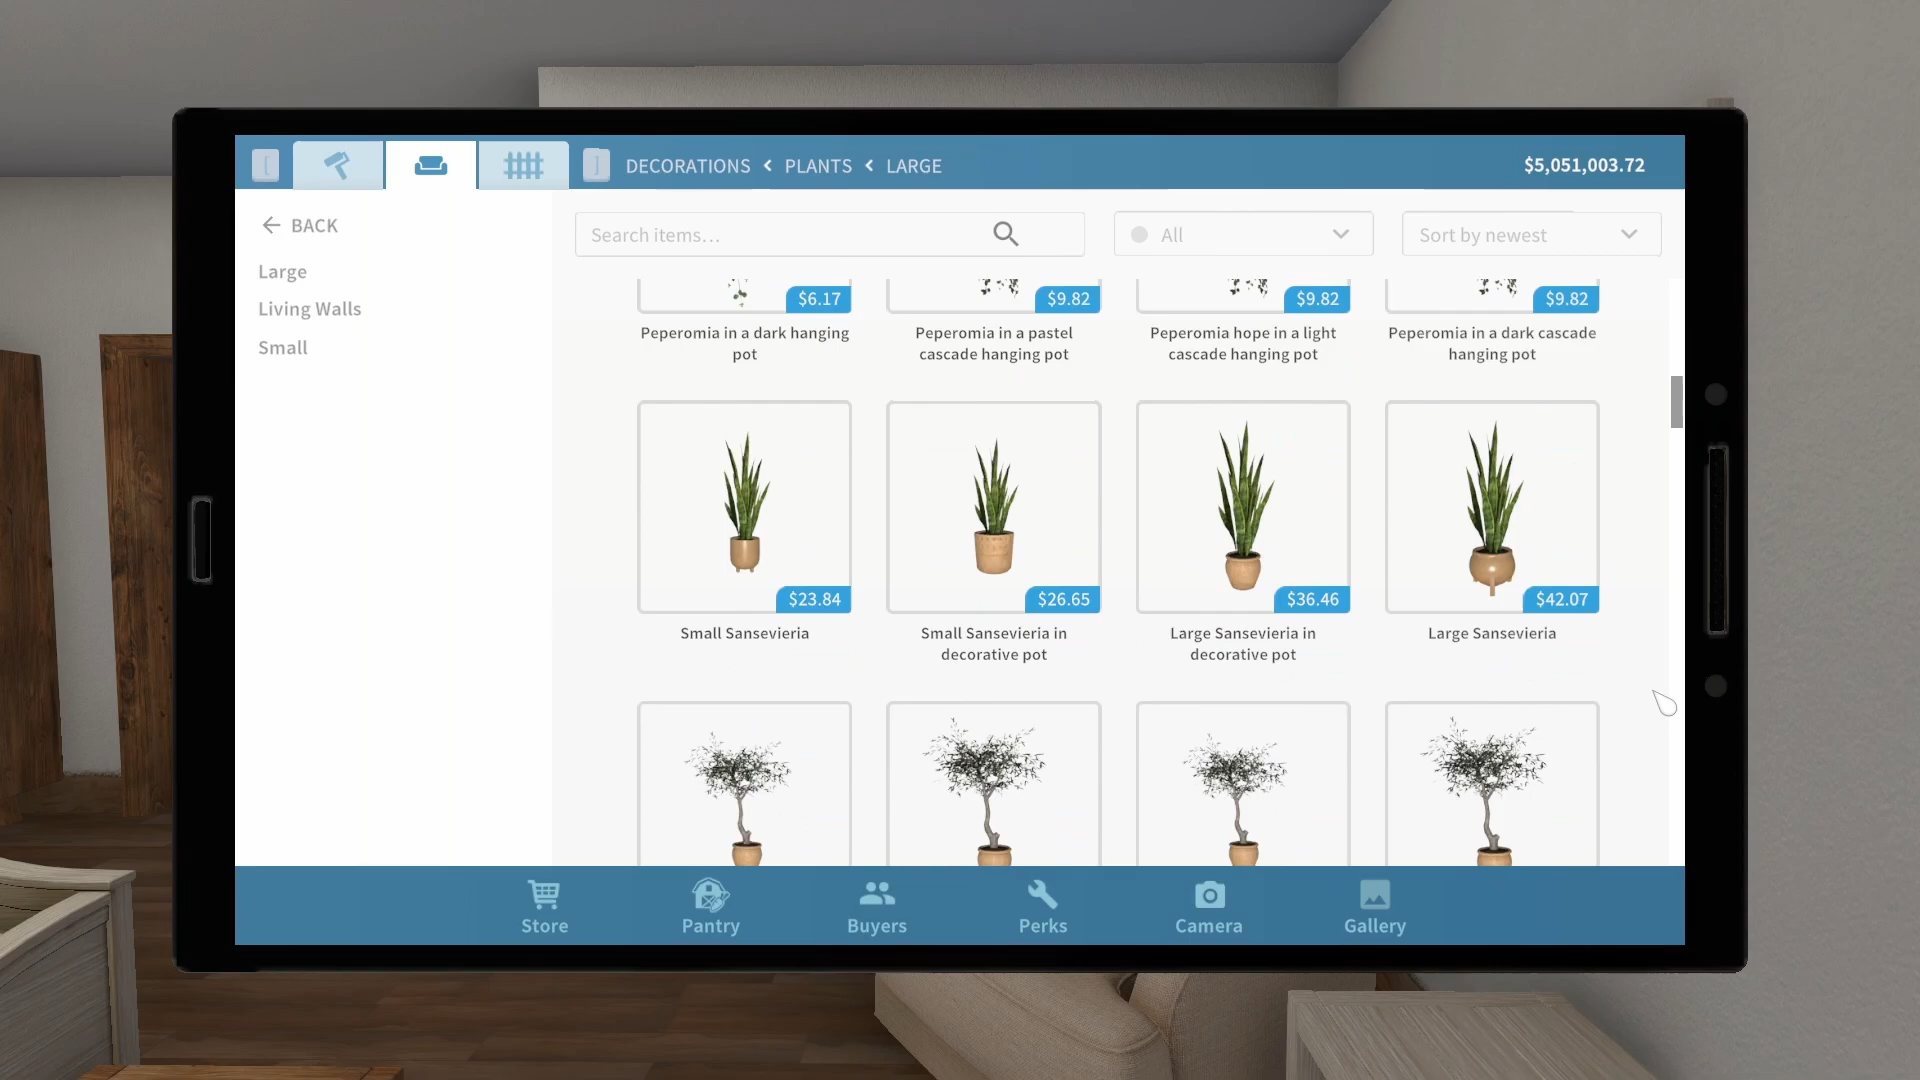 [
]
DECORATIONS < PLANTS < LARGE
$5,051,003.72
BACK
Large
Living Walls
Small
Search items...
All
Sort by newest
$6.17
$9.82
$9.82
$9.82
Peperomia in a dark hanging
pot
Peperomia in a pastel
cascade hanging pot
Peperomia hope in a light
cascade hanging pot
Peperomia in a dark cascade
hanging pot
$23.84
$26.65
$36.46
$42.07
Small Sansevieria
Small Sansevieria in
decorative pot
Large Sansevieria in
decorative pot
Large Sansevieria
Store
Pantry
Buyers
Perks
Camera
Gallery